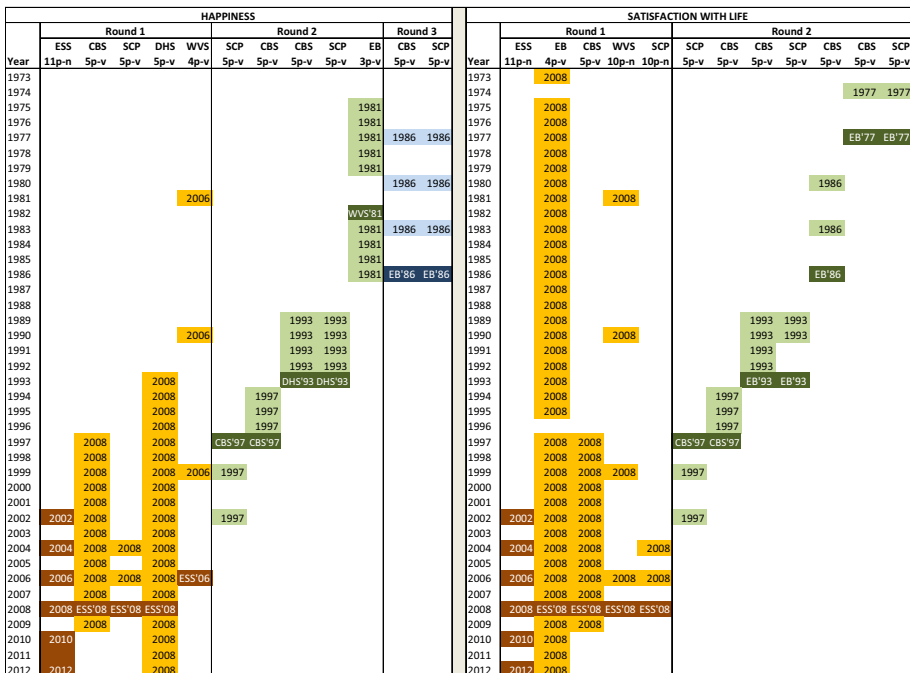 HAPPINESS SATISFACTION WITH LIFE
Round 1 Round 2 Round 3 Round 1 Round 2
ESS CBS SCP DHS WVS SCP CBS CBS SCP EB CBS SCP ESS EB CBS WVS SCP SCP CBS CBS SCP CBS CBS SCP
Year 11p-n 5p-v 5p-v 5p-v 4p-v 5p-v 5p-v 5p-v 5p-v 3p-v 5p-v 5p-v Year 11p-n 4p-v 5p-v 10p-n 10p-n 5p-v 5p-v 5p-v 5p-v 5p-v 5p-v 5p-v
1973 1973 2008
1974 1974 1977 1977
1975 1981 1975 2008
1976 1981 1976 2008
1977 1981 1986 1986 1977 2008 EB'77 EB'77
1978 1981 1978 2008
1979 1981 1979 2008
1980 1986 1986 1980 2008 1986
1981 2006 1981 2008 2008
1982 WVS'81 1982 2008
1983 1981 1986 1986 1983 2008 1986
1984 1981 1984 2008
1985 1981 1985 2008
1986 1981 EB'86 EB'86 1986 2008 EB'86
1987 1987 2008
1988 1988 2008
1989 1993 1993 1989 2008 1993 1993
1990 2006 1993 1993 1990 2008 2008 1993 1993
1991 1993 1993 1991 2008 1993
1992 1993 1993 1992 2008 1993
1993 2008 DHS'93 DHS'93 1993 2008 EB'93 EB'93
1994 2008 1997 1994 2008 1997
1995 2008 1997 1995 2008 1997
1996 2008 1997 1996 1997
1997 2008 2008 CBS'97 CBS'97 1997 2008 2008 CBS'97 CBS'97
1998 2008 2008 1998 2008 2008
1999 2008 2008 2006 1997 1999 2008 2008 2008 1997
2000 2008 2008 2000 2008 2008
2001 2008 2008 2001 2008 2008
2002 2002 2008 2008 1997 2002 2002 2008 2008 1997
2003 2008 2008 2003 2008 2008
2004 2004 2008 2008 2008 2004 2004 2008 2008 2008
2005 2008 2008 2005 2008 2008
2006 2006 2008 2008 2008 ESS'06 2006 2006 2008 2008 2008 2008
2007 2008 2008 2007 2008 2008
2008 2008 ESS'08 ESS'08 ESS'08 2008 2008 ESS'08 ESS'08 ESS'08 ESS'08
2009 2008 2008 2009 2008 2008
2010 2010 2008 2010 2010 2008
2011 2008 2011 2008
2012 2012 2008 2012 2012 2008